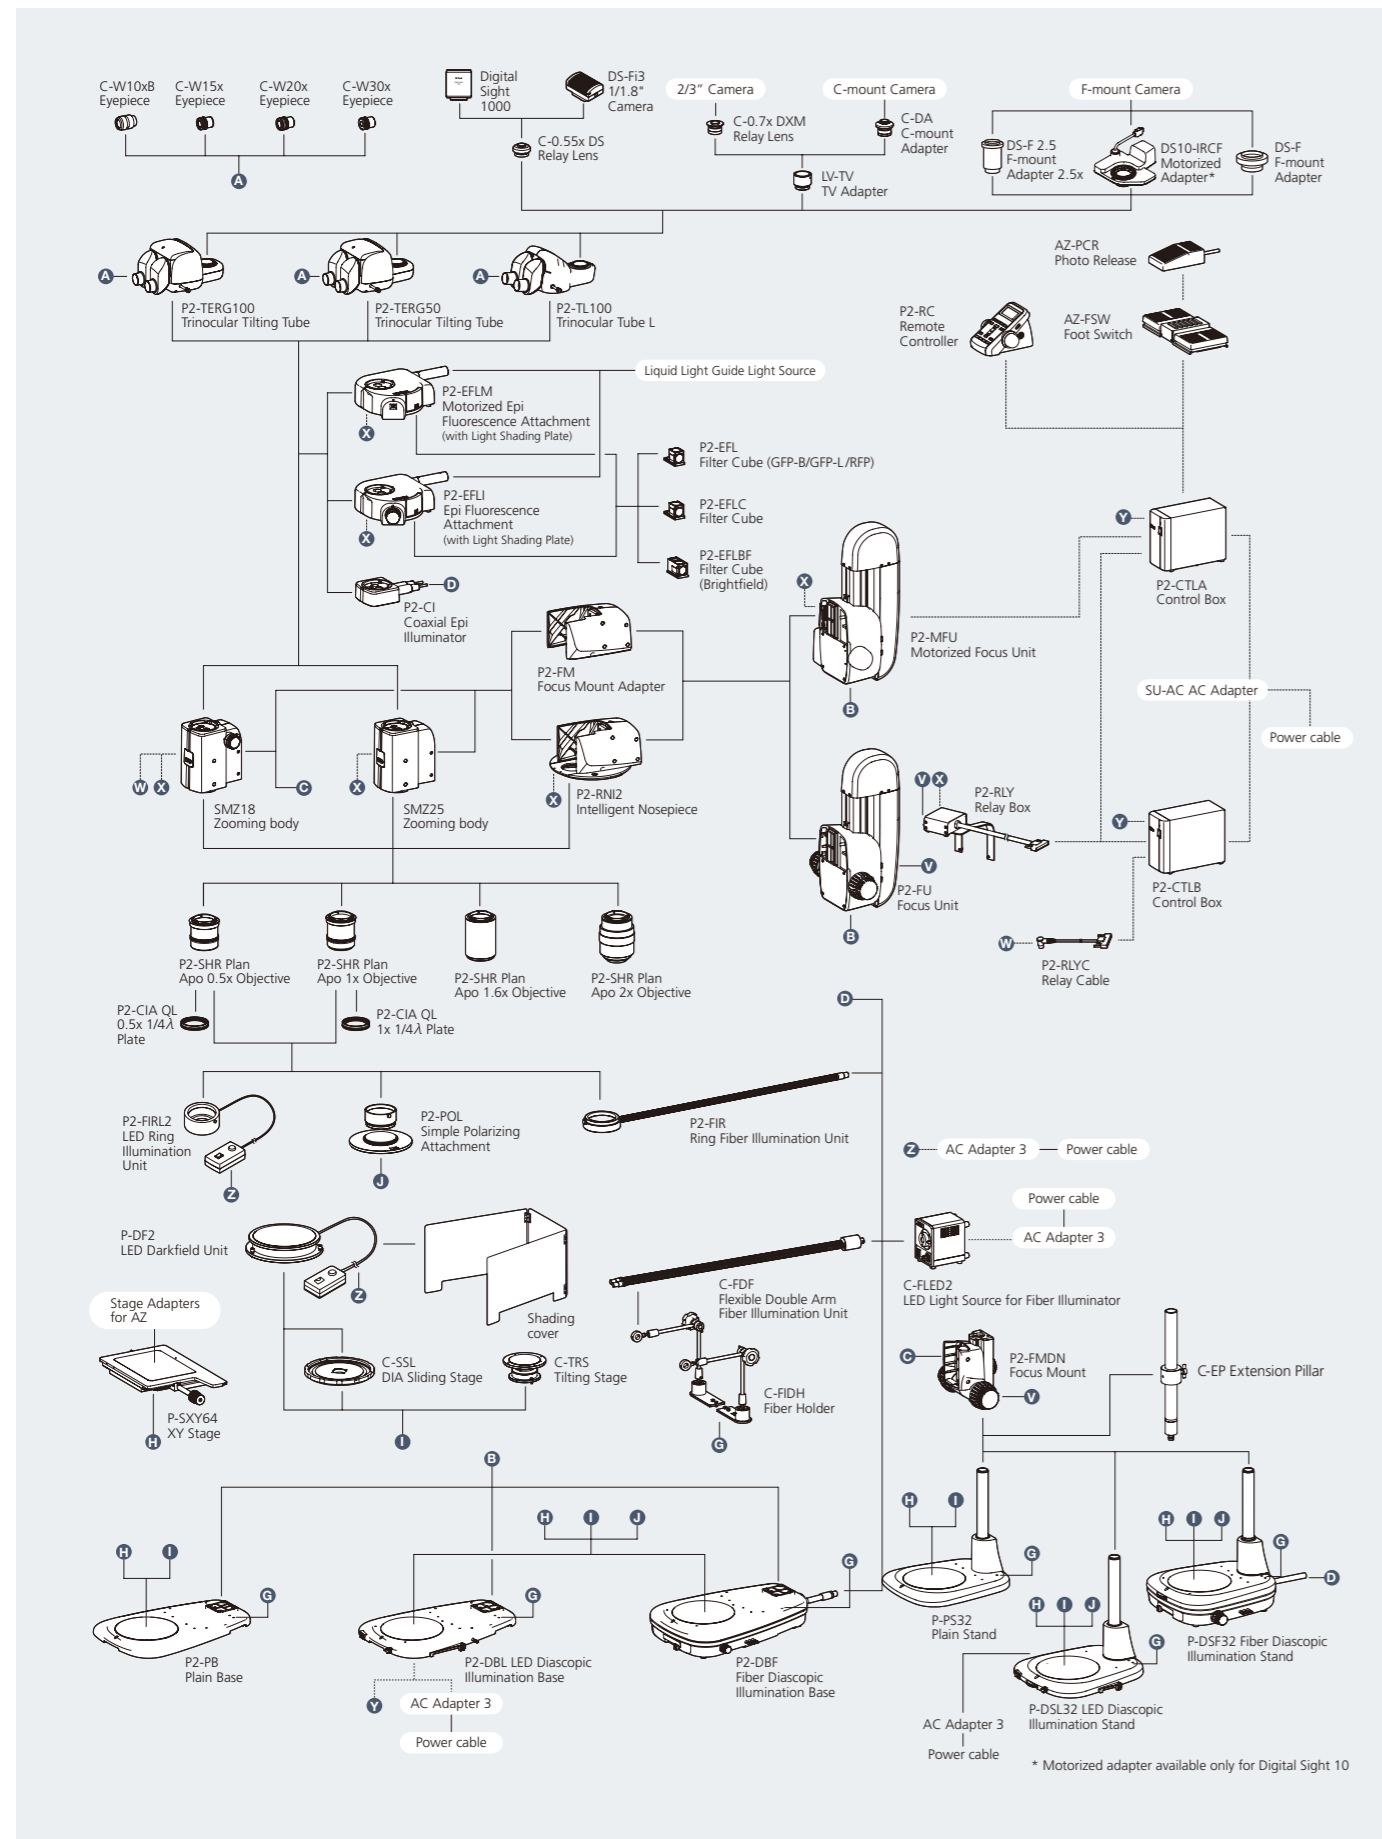 C-W10xB
Eyepiece
C-W15x
Eyepiece
C-W20x
Eyepiece
C-W30x
Eyepiece
A
Digital
Sight
1000
DS-Fi3
1/1.8"
Camera
C-0.55x DS
Relay Lens
2/3" Camera
C-0.7x DXM
Relay Lens
C-mount Camera
C-DA
C-mount
Adapter
LV-TV
TV Adapter
F-mount Camera
DS-F 2.5
F-mount
Adapter 2.5x
DS10-IRCF
Motorized
Adapter*
DS-F
F-mount
Adapter
A
P2-TERG100
Trinocular Tilting Tube
A
P2-TERG50
Trinocular Tilting Tube
A
P2-TL100
Trinocular Tube L
AZ-PCR
Photo Release
P2-RC
Remote
Controller
AZ-FSW
Foot Switch
Liquid Light Guide Light Source
P2-EFLM
Motorized Epi
Fluorescence Attachment
(with Light Shading Plate)
X
P2-EFLI
Epi Fluorescence
Attachment
(with Light Shading Plate)
X
P2-EFL
Filter Cube (GFP-B/GFP-L/RFP)
P2-EFLC
Filter Cube
P2-EFLBF
Filter Cube
(Brightfield)
D
P2-CI
Coaxial Epi
Illuminator
P2-FM
Focus Mount Adapter
X
P2-MFU
Motorized Focus Unit
B
Y
P2-CTLA
Control Box
SU-AC AC Adapter
Power cable
W
X
C
SMZ18
Zooming body
X
SMZ25
Zooming body
X
P2-RNI2
Intelligent Nosepiece
V
X
P2-RLY
Relay Box
V
P2-FU
Focus Unit
B
Y
P2-CTLB
Control Box
W
P2-RLYC
Relay Cable
P2-SHR Plan
Apo 0.5x Objective
P2-SHR Plan
Apo 1x Objective
P2-SHR Plan
Apo 1.6x Objective
P2-SHR Plan
Apo 2x Objective
P2-CIA QL
0.5x 1/4λ
Plate
P2-CIA QL
1x 1/4λ Plate
D
P2-FIRL2
LED Ring
Illumination
Unit
Z
P2-POL
Simple Polarizing
Attachment
J
P2-FIR
Ring Fiber Illumination Unit
Z
AC Adapter 3
Power cable
P-DF2
LED Darkfield Unit
Z
Shading
cover
C-FDF
Flexible Double Arm
Fiber Illumination Unit
Power cable
AC Adapter 3
C-FLED2
LED Light Source for Fiber Illuminator
Stage Adapters
for AZ
P-SXY64
XY Stage
H
C-SSL
DIA Sliding Stage
C-TRS
Tilting Stage
I
C-FIDH
Fiber Holder
G
C
P2-FMDN
Focus Mount
V
C-EP Extension Pillar
B
H
I
G
P2-PB
Plain Base
H
I
J
G
P2-DBL LED Diascopic
Illumination Base
Y
AC Adapter 3
Power cable
G
P2-DBF
Fiber Diascopic
Illumination Base
H
I
G
P-PS32
Plain Stand
H
I
J
G
P-DSL32 LED Diascopic
Illumination Stand
AC Adapter 3
Power cable
H
I
J
G
D
P-DSF32 Fiber Diascopic
Illumination Stand
* Motorized adapter available only for Digital Sight 10